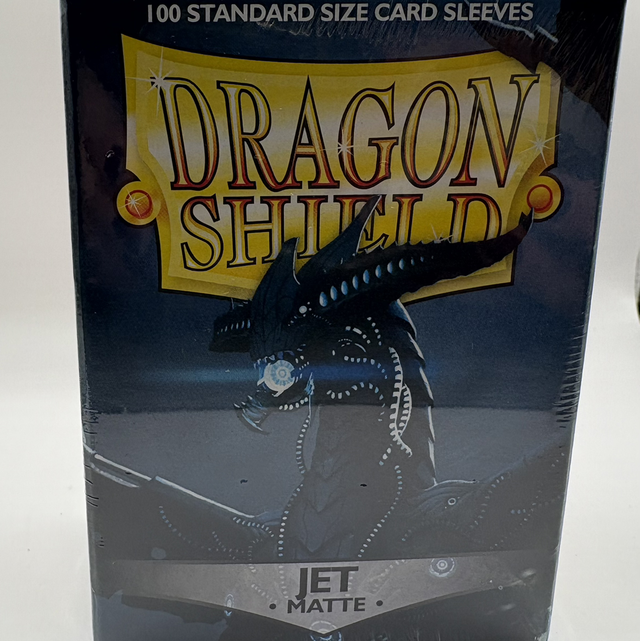 100 STANDARD SIZE CARD SLEEVES
DRAGON
SHIELD
JET
• MATTE •